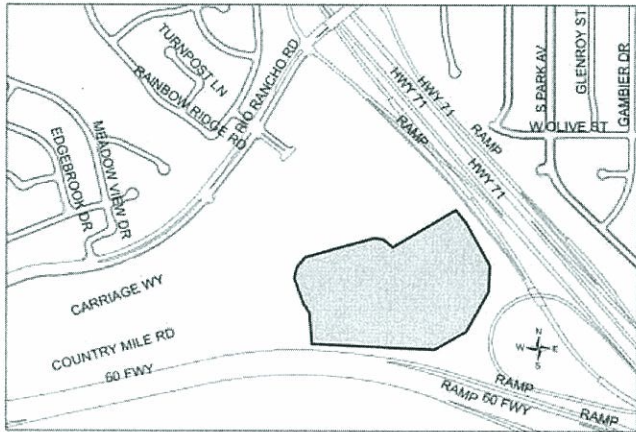 TURNPOST LN
RAINBOW RIDGE RD
RIO RANCHO RD
HWY 71
HWY 71
RAMP
RAMP
HWY 71
S PARK AV
GLENROY ST
GAMBIER DR
W OLIVE ST
EDGEBROOK DR
MEADOW VIEW DR
CARRIAGE WY
COUNTRY MILE RD
60 FWY
N
W E
S
RAMP
RAMP 60 FWY
RAMP